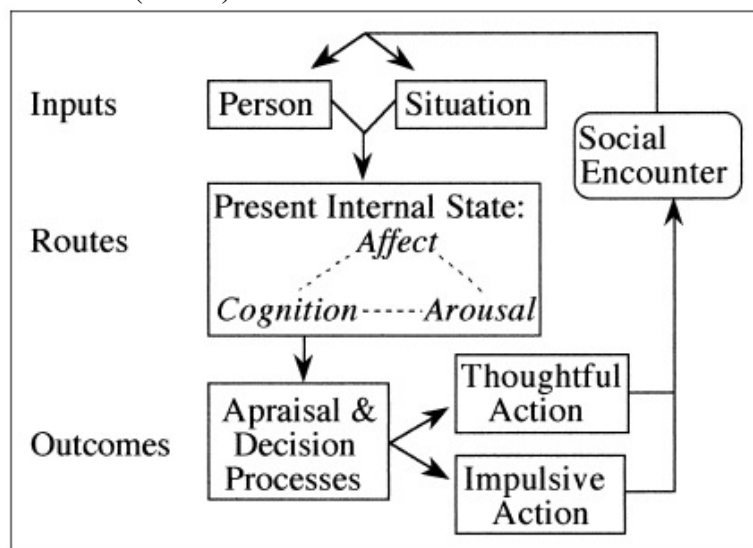 Inputs
Person
Situation
Social
Encounter
Routes
Present Internal State:
Affect
Cognition
Arousal
Outcomes
Apraisal &
Decision
Processes
Thoughtful
Action
Impulsive
Action